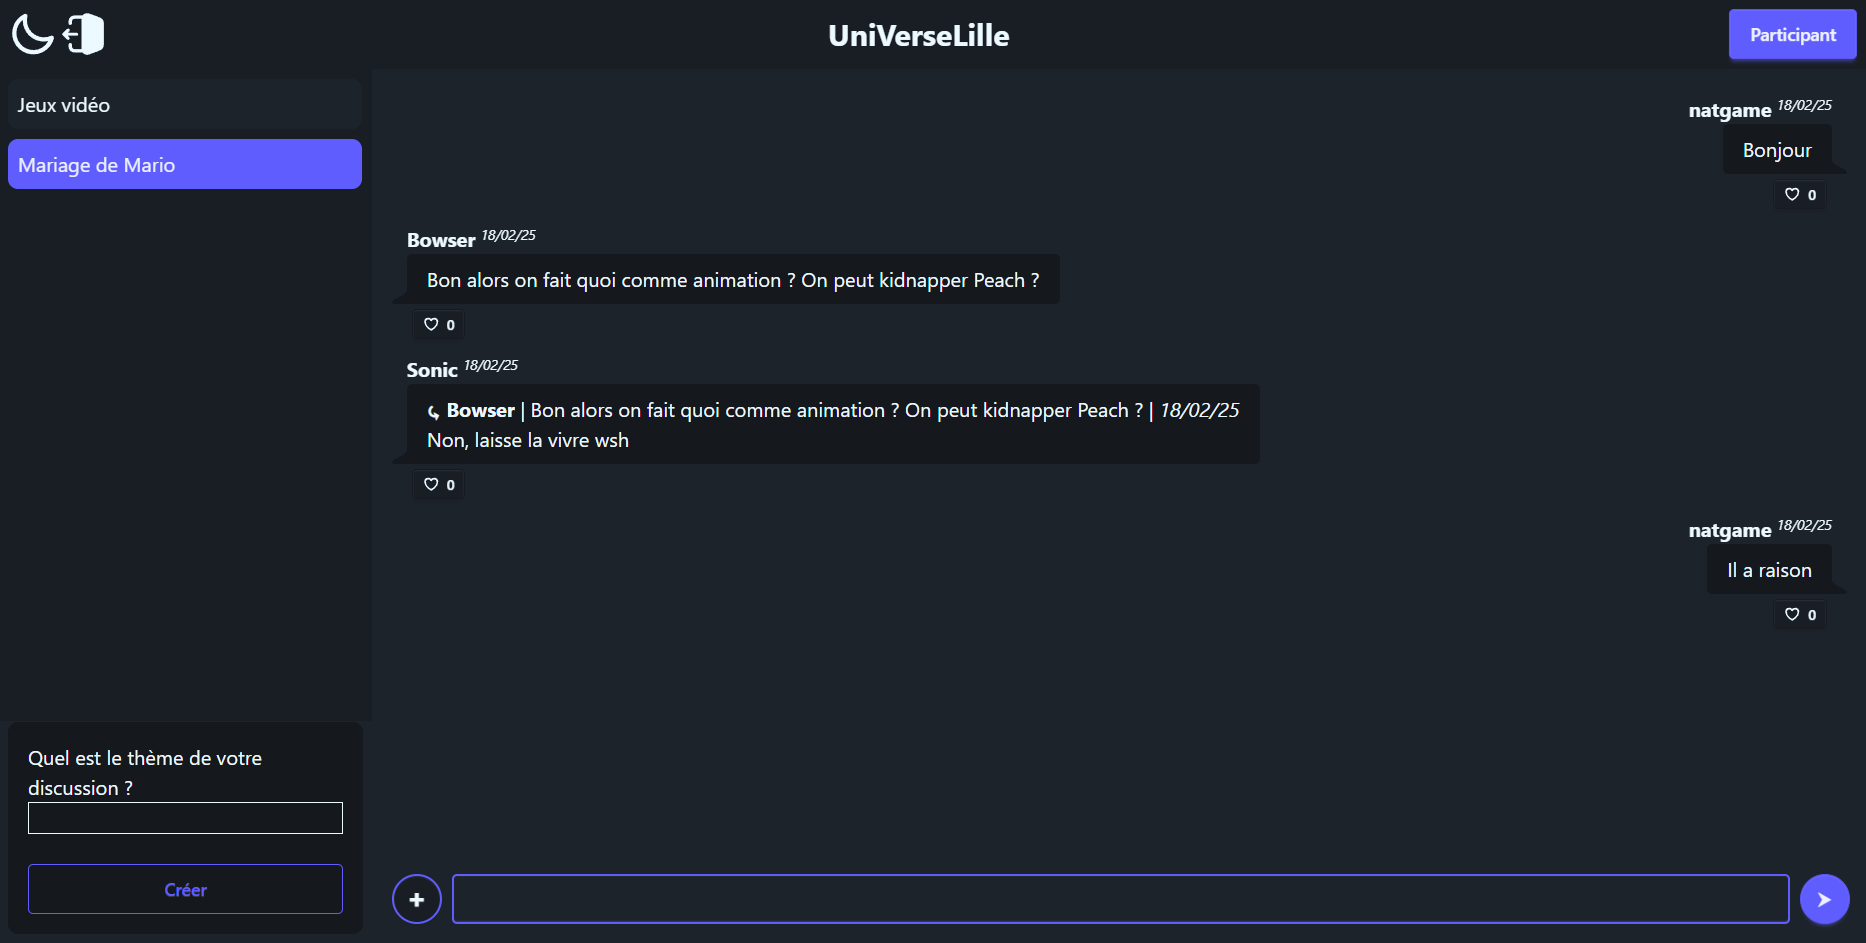 UniVerseLille
Participant
Jeux vidéo
Mariage de Mario
natgame 18/02/25
Bonjour
0
Bowser 18/02/25
Bon alors on fait quoi comme animation ? On peut kidnapper Peach ?
0
Sonic 18/02/25
Bowser | Bon alors on fait quoi comme animation ? On peut kidnapper Peach ? | 18/02/25
Non, laisse la vivre wsh
0
natgame 18/02/25
Il a raison
0
Quel est le thème de votre
discussion ?
Créer